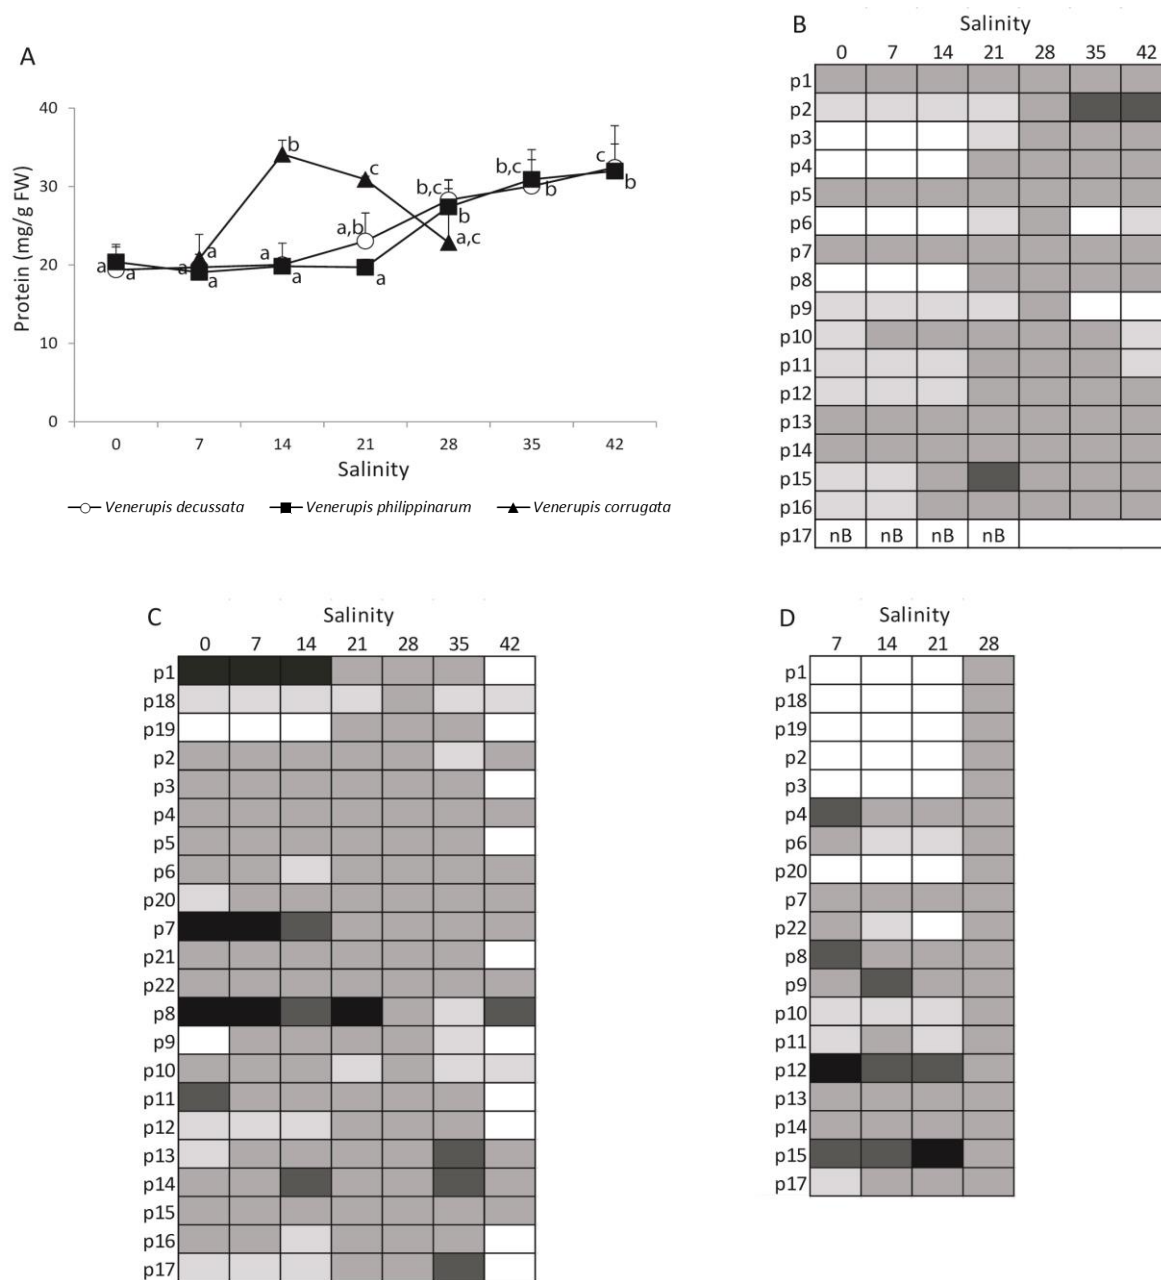 A
Protein (mg/g FW)
40
30
20
10
0
a
a
a
a
a
a
a
b
a,b
c
a
b,c
b
a,c
b,c
b
c
b
0 7 14 21 28 35 42
Salinity
Venerupis decussata Venerupis philippinarum Venerupis corrugata
B
Salinity
0 7 14 21 28 35 42
p1
p2
p3
p4
p5
p6
p7
p8
p9
p10
p11
p12
p13
p14
p15
p16
p17 nB nB nB nB
C
Salinity
0 7 14 21 28 35 42
p1
p18
p19
p2
p3
p4
p5
p6
p20
p7
p21
p22
p8
p9
p10
p11
p12
p13
p14
p15
p16
p17
D
Salinity
7 14 21 28
p1
p18
p19
p2
p3
p4
p6
p20
p7
p22
p8
p9
p10
p11
p12
p13
p14
p15
p17